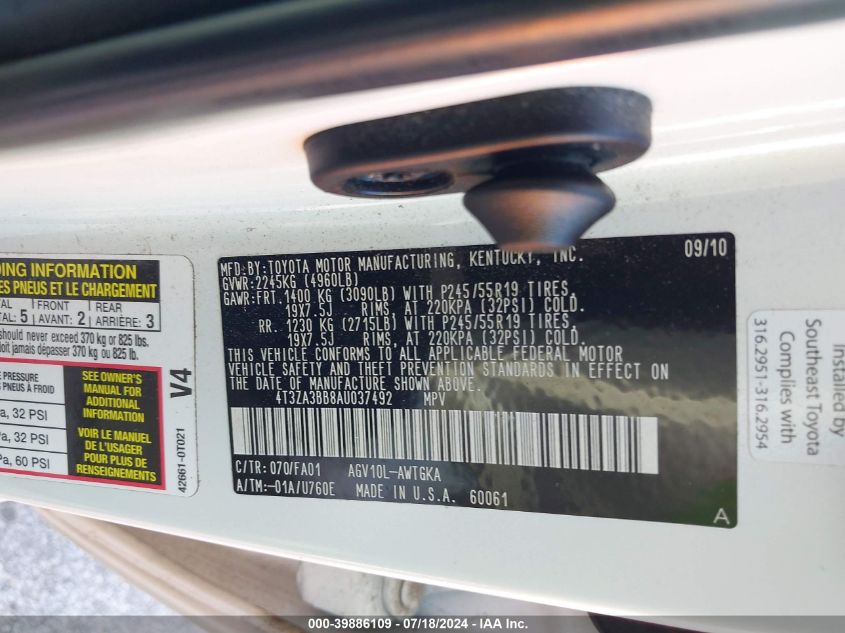 DING INFORMATION
ES PNEUS ET LE CHARGEMENT
TAL FRONT REAR
TAL: 5 AVANT: 2 ARRIÈRE: 3
should never exceed 370 kg or 825 lbs.
doit jamais dépasser 370 kg ou 825 lb.
E PRESSURE
S PNEUS À FROID
a, 32 PSI
a, 32 PSI
Pa, 60 PSI
SEE OWNER'S
MANUAL FOR
ADDITIONAL
INFORMATION
VOIR LE MANUEL
DE L'USAGER
POUR PLUS DE
RENSEIGNEMENTS
V4
42661-0T021
09/10
MFD.BY:TOYOTA MOTOR MANUFACTURING, KENTUCKY, INC.
GVWR:2245KG (4960LB)
GAWR:FRT.1400 KG (3090LB) WITH P245/55R19 TIRES,
19X7.5J RIMS, AT 220KPA (32PSI) COLD.
RR. 1230 KG (2715LB) WITH P245/55R19 TIRES,
19X7.5J RIMS, AT 220KPA (32PSI) COLD.
THIS VEHICLE CONFORMS TO ALL APPLICABLE FEDERAL MOTOR
VEHICLE SAFETY AND THEFT PREVENTION STANDARDS IN EFFECT ON
THE DATE OF MANUFACTURE SHOWN ABOVE.
4T3ZA3BB8AU037492 MPV
C/TR: 070/FA01 AGV10L-AWTGKA
A/TM:-01A/U760E MADE IN U.S.A. 60061
A
Installed by
Southeast Toyota
Complies with
316.2951-316.2954
000-39886109 - 07/18/2024 - IAA Inc.